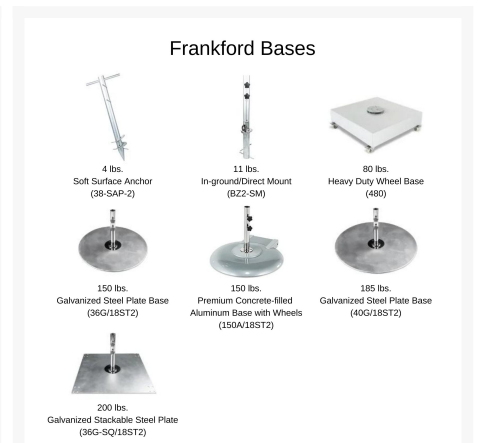 Frankford Bases
4 lbs.
Soft Surface Anchor
(38-SAP-2)
11 lbs.
In-ground/Direct Mount
(BZ2-SM)
80 lbs.
Heavy Duty Wheel Base
(480)
150 lbs.
Galvanized Steel Plate Base
(36G/18ST2)
150 lbs.
Premium Concrete-filled
Aluminum Base with Wheels
(150A/18ST2)
185 lbs.
Galvanized Steel Plate Base
(40G/18ST2)
200 lbs.
Galvanized Stackable Steel Plate
(36G-SQ/18ST2)